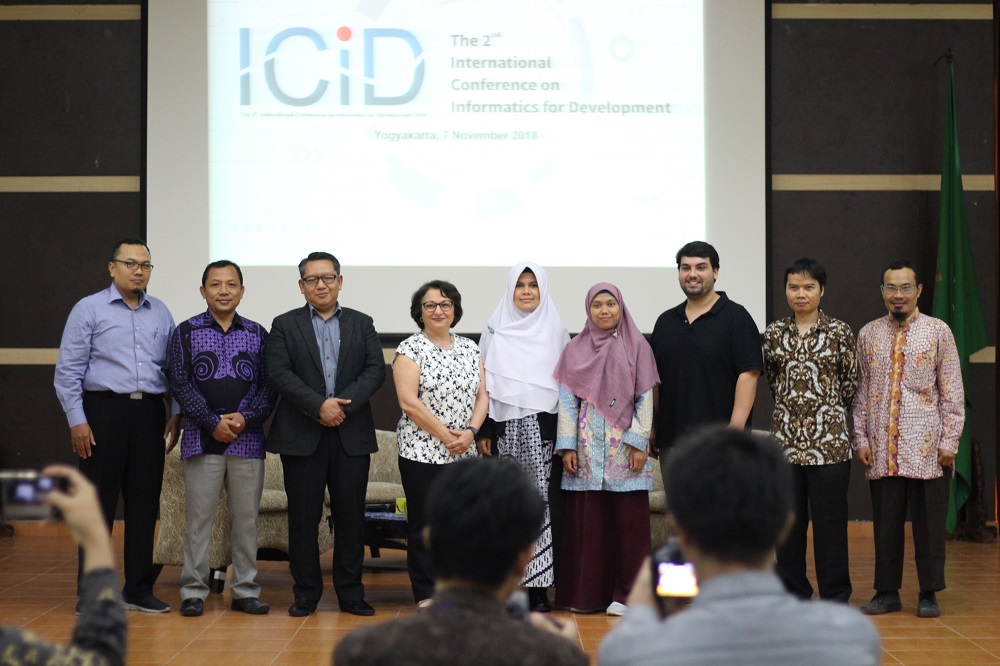 ICiD
The 2nd
International
Conference on
Informatics for Development
Yogyakarta, 7 November 2018